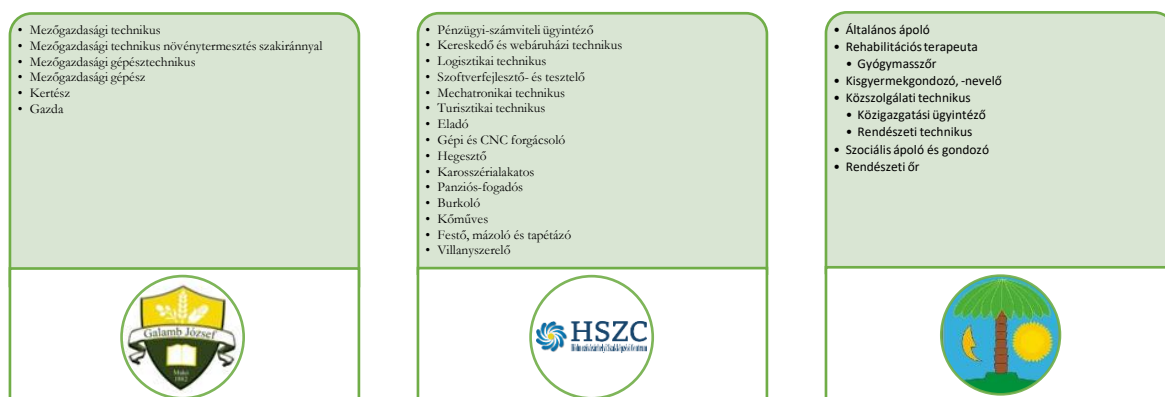 • Mezőgazdasági technikus
• Mezőgazdasági technikus növénytermesztés szakiránnyal
• Mezőgazdasági gépésztechnikus
• Mezőgazdasági gépész
• Kertész
• Gazda
Galamb József
Makó
• Pénzügyi-számviteli ügyintéző
• Kereskedő és webáruházi technikus
• Logisztikai technikus
• Szoftverfejlesztő- és tesztelő
• Mechatronikai technikus
• Turisztikai technikus
• Eladó
• Gépi és CNC forgácsoló
• Hegesztő
• Karosszérialakatos
• Panziós-fogadós
• Burkoló
• Kőműves
• Festő, mázoló és tapétázó
• Villanyszerelő
HSZC
• Általános ápoló
• Rehabilitációs terapeuta
• Gyógymasszőr
• Kisgyermekgondozó, -nevelő
• Közszolgálati technikus
• Közigazgatási ügyintéző
• Rendészeti technikus
• Szociális ápoló és gondozó
• Rendészeti őr